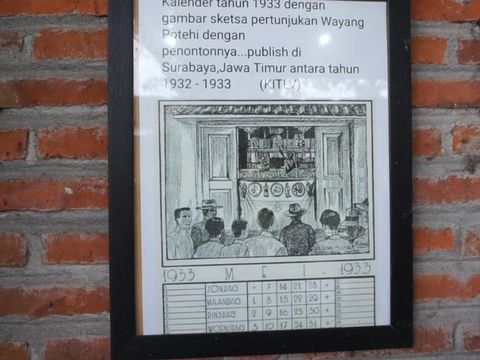 Kalender tahun 1933 dengan
gambar sketsa pertunjukan Wayang
Potehi dengan
penontonnya...publish di
Surabaya,Jawa Timur antara tahun
1932 - 1933 (KITLV)
1933 MEI. 1933
ZONDAG + 7 14 21 28 +
MAANDAG 1 8 15 22 29 +
DINSDAG 2 9 16 23 30 +
WOENSDAG 3 10 17 24 31 +